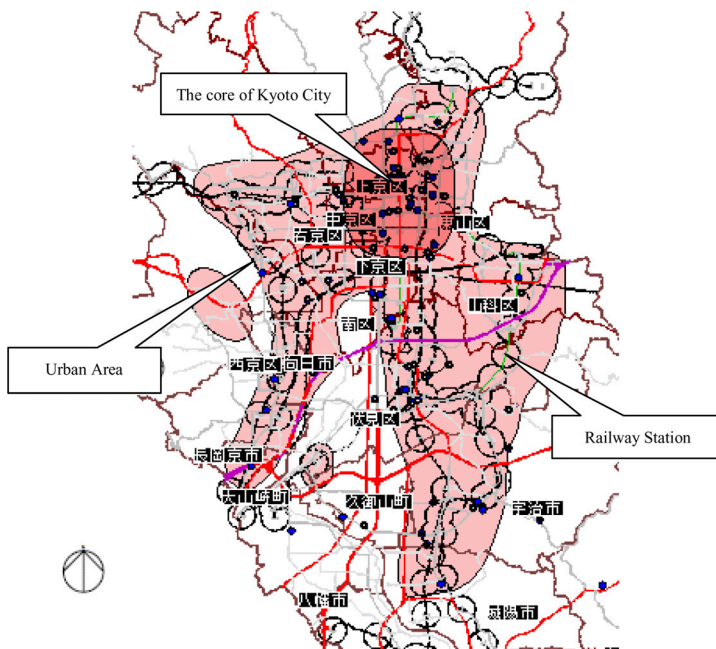 The core of Kyoto City
上京区
中京区
東山区
右京区
下京区
山科区
南区
Urban Area
西京区
向日市
伏見区
Railway Station
長岡京市
大山崎町
久御山町
宇治市
八幡市
城陽市